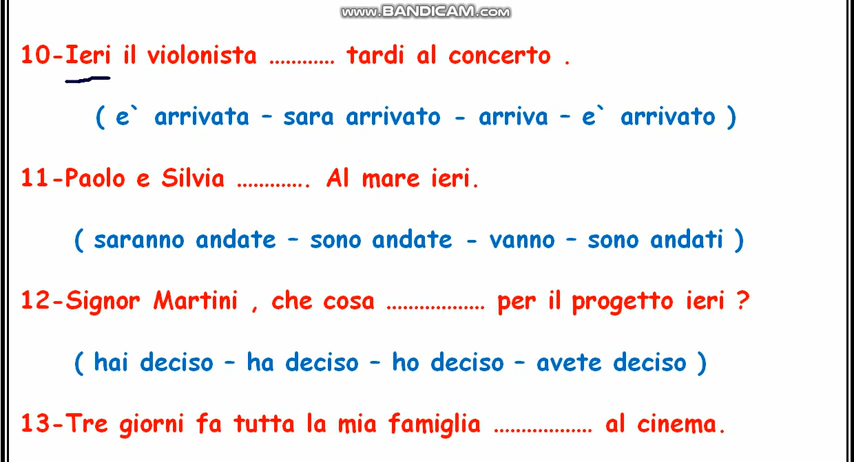 www.BANDICAM.com
10-Ieri il violonista ............ tardi al concerto .
( e` arrivata – sara arrivato - arriva – e` arrivato )
11-Paolo e Silvia ............. Al mare ieri.
( saranno andate – sono andate - vanno – sono andati )
12-Signor Martini , che cosa .................. per il progetto ieri ?
( hai deciso – ha deciso – ho deciso – avete deciso )
13-Tre giorni fa tutta la mia famiglia .................. al cinema.